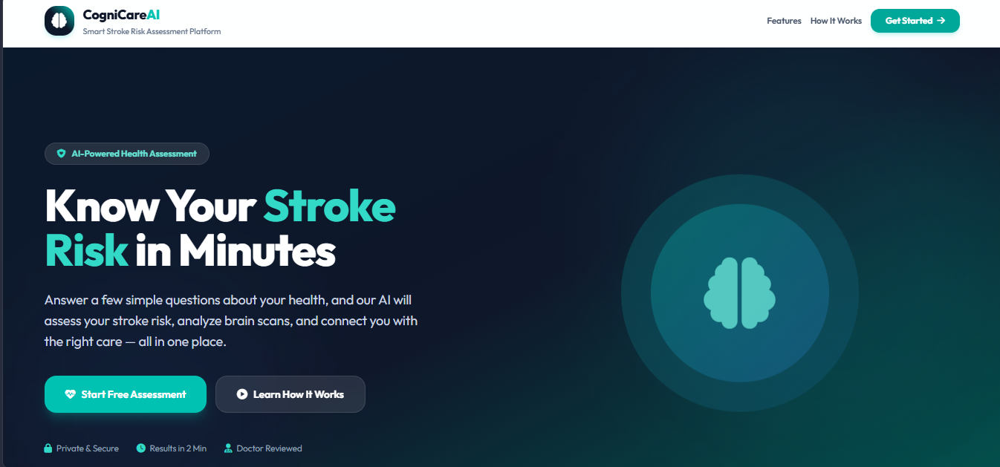 CogniCareAI
Smart Stroke Risk Assessment Platform
Features
How It Works
Get Started
AI-Powered Health Assessment
Know Your Stroke
Risk in Minutes
Answer a few simple questions about your health, and our AI will
assess your stroke risk, analyze brain scans, and connect you with
the right care — all in one place.
Start Free Assessment
Learn How It Works
Private & Secure
Results in 2 Min
Doctor Reviewed